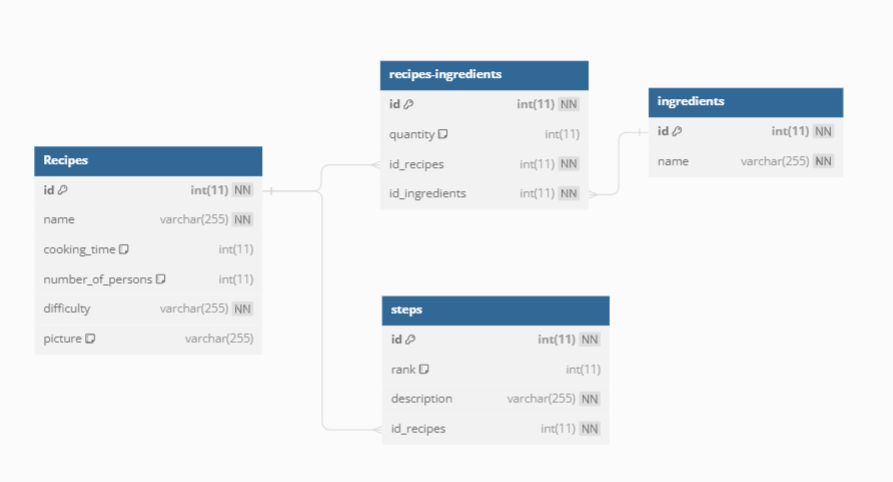 Recipes
id int(11) NN
name varchar(255) NN
cooking_time int(11)
number_of_persons int(11)
difficulty varchar(255) NN
picture varchar(255)
recipes-ingredients
id int(11) NN
quantity int(11)
id_recipes int(11) NN
id_ingredients int(11) NN
ingredients
id int(11) NN
name varchar(255) NN
steps
id int(11) NN
rank int(11)
description varchar(255) NN
id_recipes int(11) NN